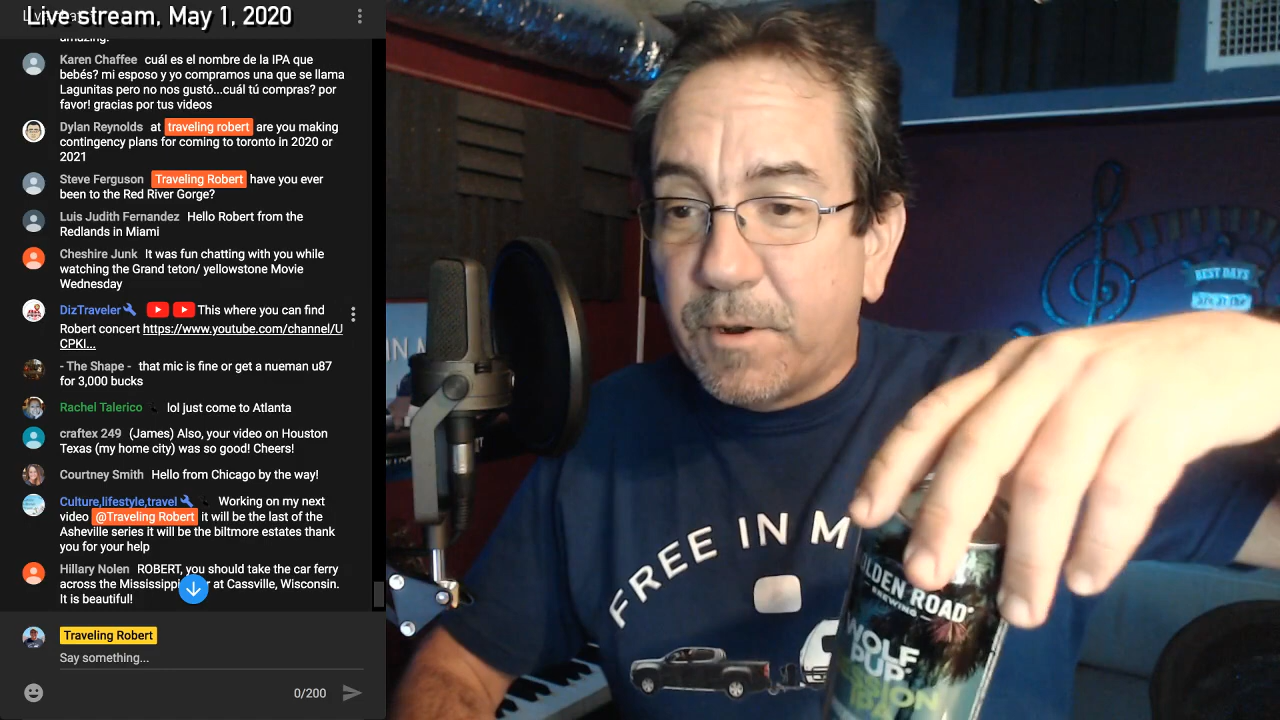 Live stream, May 1, 2020
amazing.
Karen Chaffee cuál es el nombre de la IPA que
bebés? mi esposo y yo compramos una que se llama
Lagunitas pero no nos gustó...cuál tú compras? por
favor! gracias por tus videos
Dylan Reynolds at traveling robert are you making
contingency plans for coming to toronto in 2020 or
2021
Steve Ferguson Traveling Robert have you ever
been to the Red River Gorge?
Luis Judith Fernandez Hello Robert from the
Redlands in Miami
Cheshire Junk It was fun chatting with you while
watching the Grand teton/ yellowstone Movie
Wednesday
DizTraveler This where you can find
Robert concert https://www.youtube.com/channel/U
CPKI...
- The Shape - that mic is fine or get a nueman u87
for 3,000 bucks
Rachel Talerico lol just come to Atlanta
craftex 249 (James) Also, your video on Houston
Texas (my home city) was so good! Cheers!
Courtney Smith Hello from Chicago by the way!
Culture,lifestyle,travel Working on my next
video @Traveling Robert it will be the last of the
Asheville series it will be the biltmore estates thank
you for your help
Hillary Nolen ROBERT, you should take the car ferry
across the Mississippi at Cassville, Wisconsin.
It is beautiful!
Traveling Robert
Say something...
0/200
IN M
BEST DAYS
are at the
FREE IN M
LDEN ROAD
BREWING
WOLF
PUP
SSION
IPA